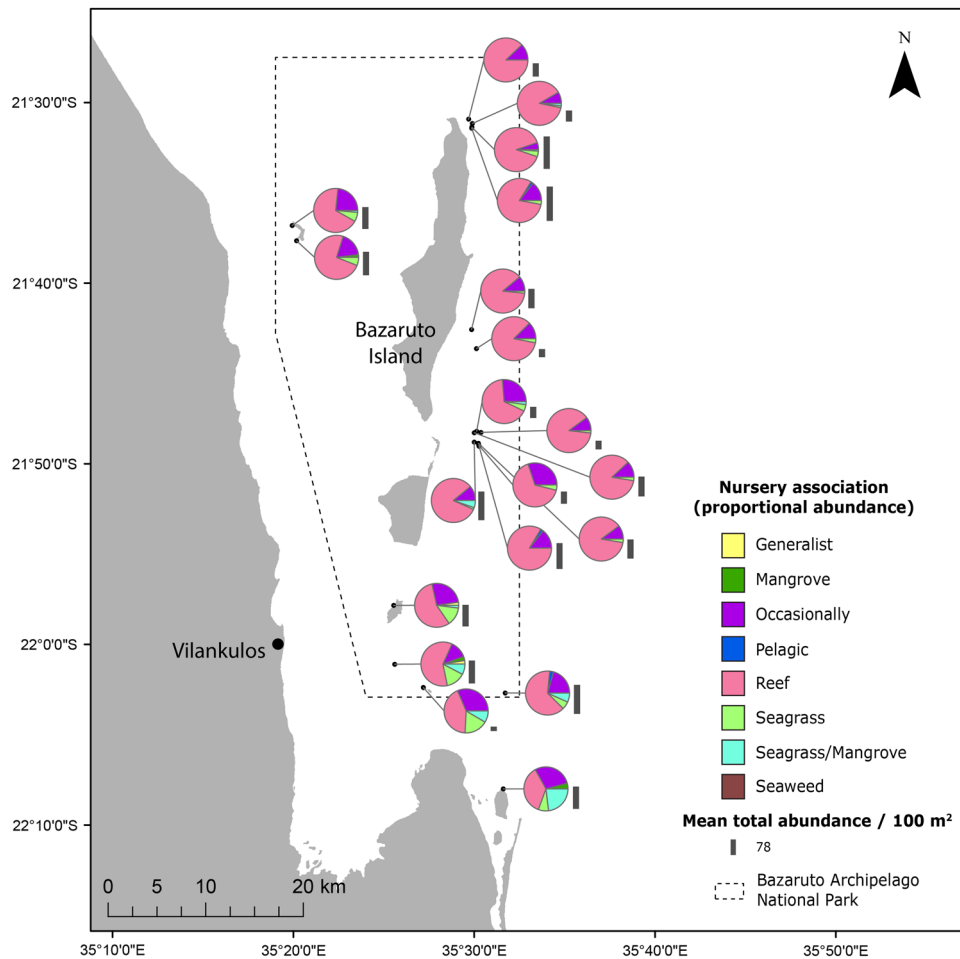 N
21°30'0"S
21°40'0"S
Bazaruto
Island
21°50'0"S
22°0'0"S
Vilankulos
22°10'0"S
Nursery association
(proportional abundance)
Generalist
Mangrove
Occasionally
Pelagic
Reef
Seagrass
Seagrass/Mangrove
Seaweed
Mean total abundance / 100 m²
78
Bazaruto Archipelago
National Park
0 5 10 20 km
35°10'0"E 35°20'0"E 35°30'0"E 35°40'0"E 35°50'0"E